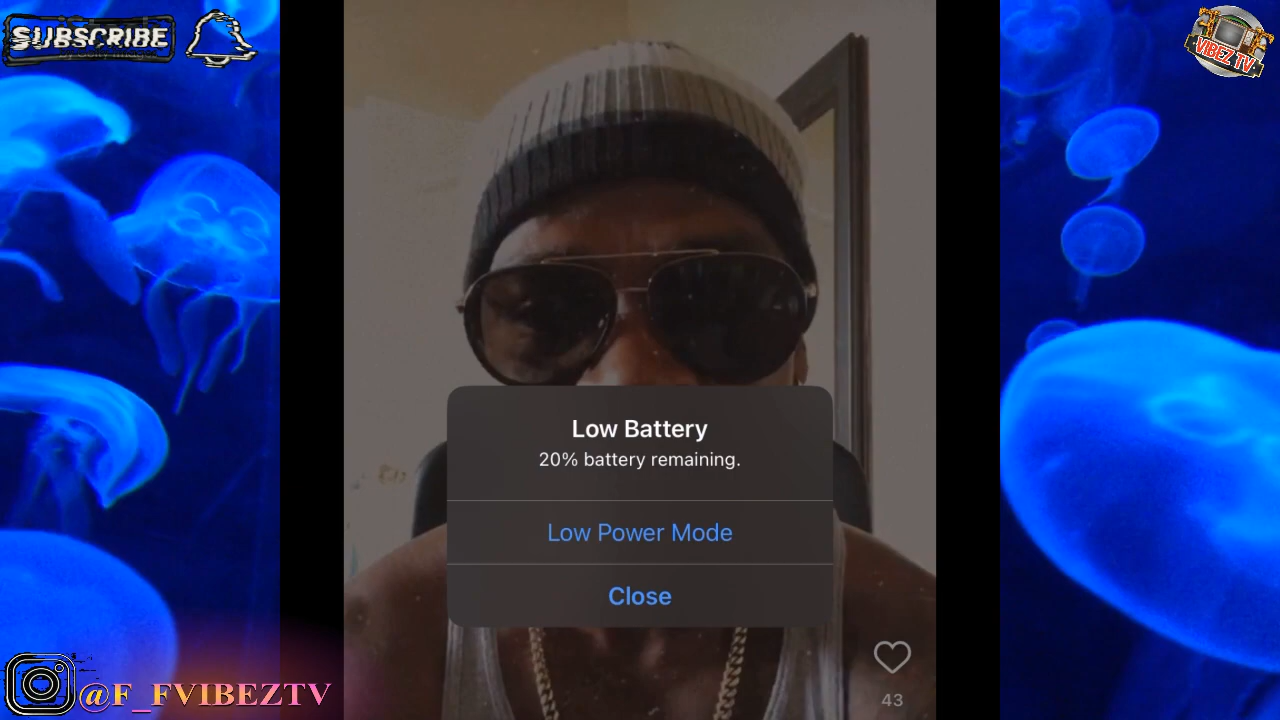 SUBSCRIBE
VIBEZ TV
Low Battery
20% battery remaining.
Low Power Mode
Close
43
@F_FVIBEZTV